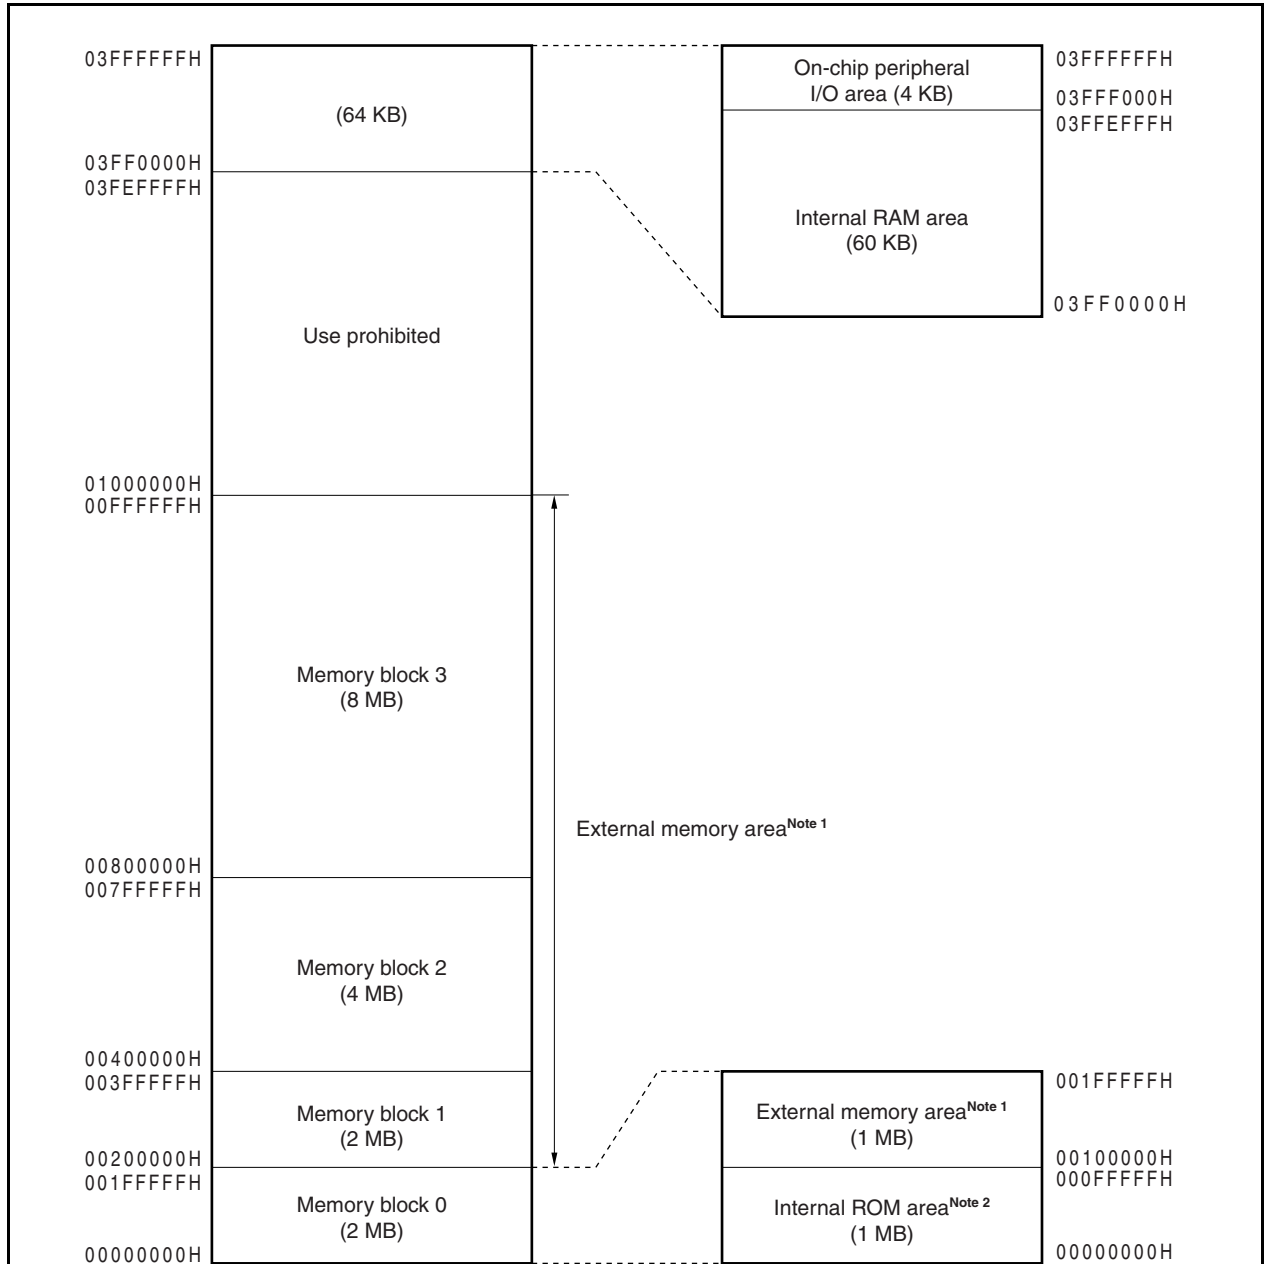 03FFFFFFH
(64 KB)
03FF0000H
03FEFFFFH
Use prohibited
01000000H
00FFFFFFH
Memory block 3
(8 MB)
00800000H
007FFFFFH
Memory block 2
(4 MB)
00400000H
003FFFFFH
Memory block 1
(2 MB)
00200000H
001FFFFFH
Memory block 0
(2 MB)
00000000H
External memory areaNote 1
On-chip peripheral
I/O area (4 KB)
03FFFFFFH
03FFF000H
03FFEFFFH
Internal RAM area
(60 KB)
03FF0000H
001FFFFFH
External memory areaNote 1
(1 MB)
00100000H
000FFFFFH
Internal ROM areaNote 2
(1 MB)
00000000H